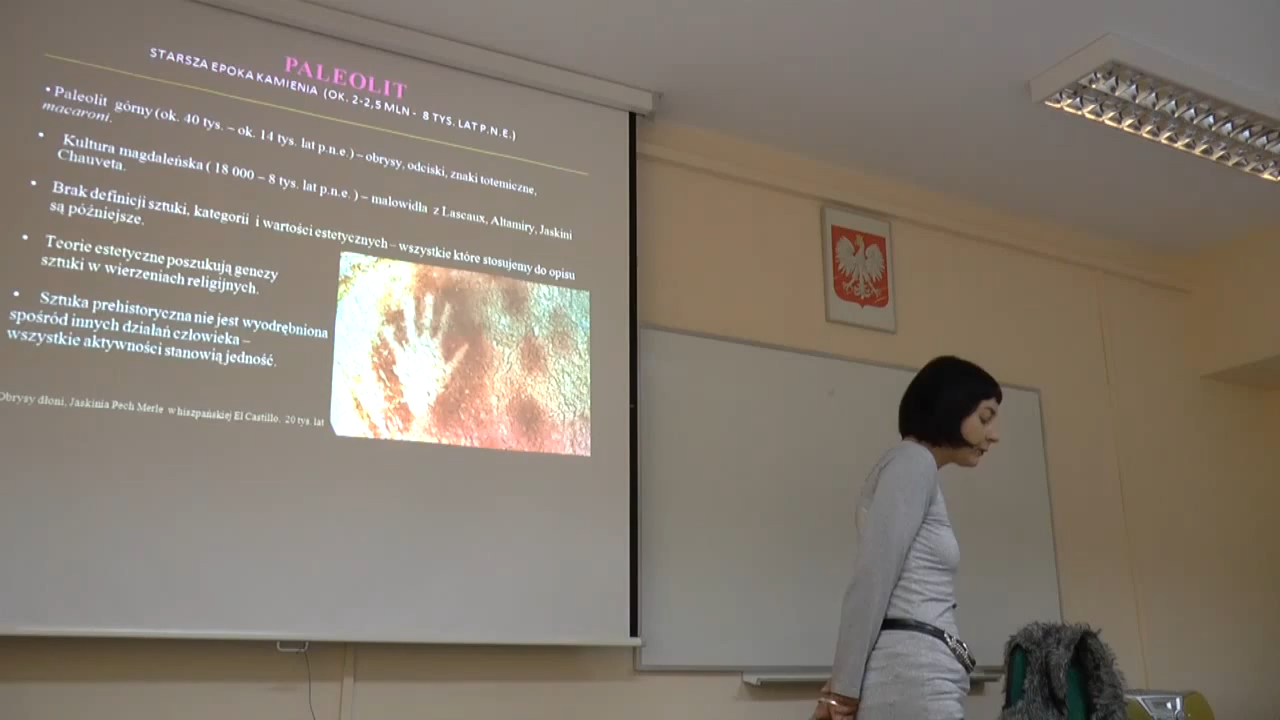 PALEOLIT
STARSZA EPOKA KAMIENIA (OK. 2-2,5 MLN - 8 TYS. LAT P.N.E.)
• Paleolit górny (ok. 40 tys. – ok. 14 tys. lat p.n.e.) – obrysy, odciski, znaki totemiczne,
macaroni.
• Kultura magdaleńska ( 18 000 – 8 tys. lat p.n.e. ) – malowidła z Lascaux, Altamiry, Jaskini
Chauveta.
• Brak definicji sztuki, kategorii i wartości estetycznych – wszystkie które stosujemy do opisu
są późniejsze.
• Teorie estetyczne poszukują genezy
sztuki w wierzeniach religijnych.
• Sztuka prehistoryczna nie jest wyodrębniona
spośród innych działań człowieka –
wszystkie aktywności stanowią jedność.
Obrysy dłoni, Jaskinia Pech Merle w hiszpańskiej El Castillo. 20 tys. lat